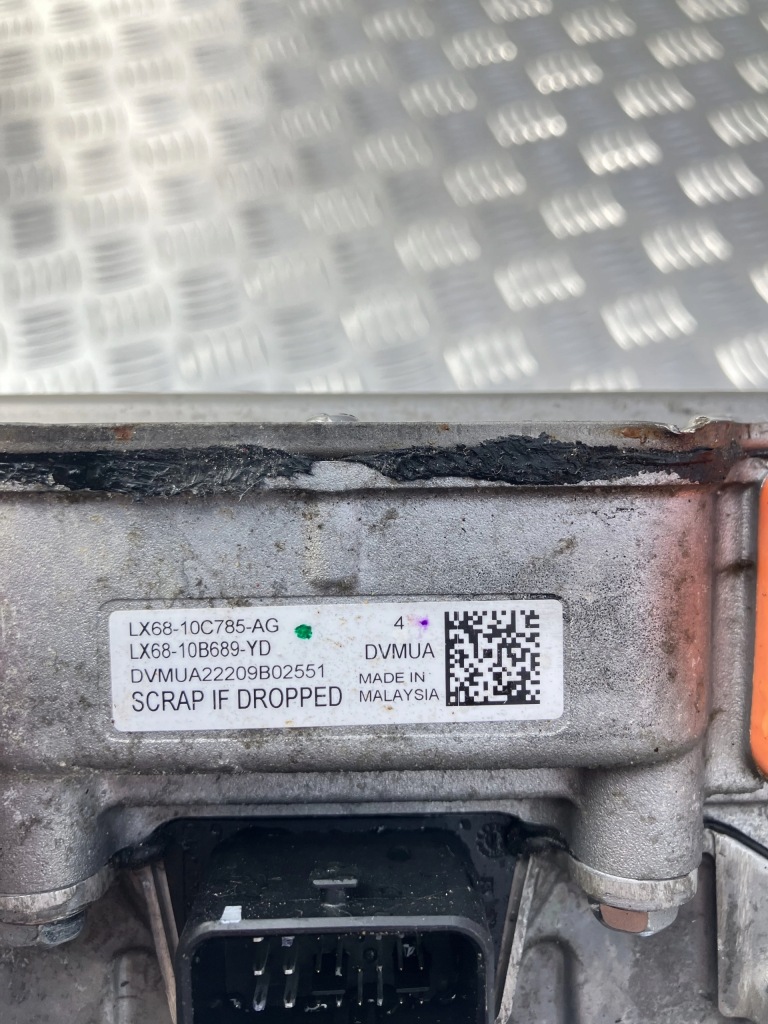 LX68-10C785-AG
LX68-10B689-YD
DVMUA22209B02551
SCRAP IF DROPPED
4
DVMUA
MADE IN
MALAYSIA